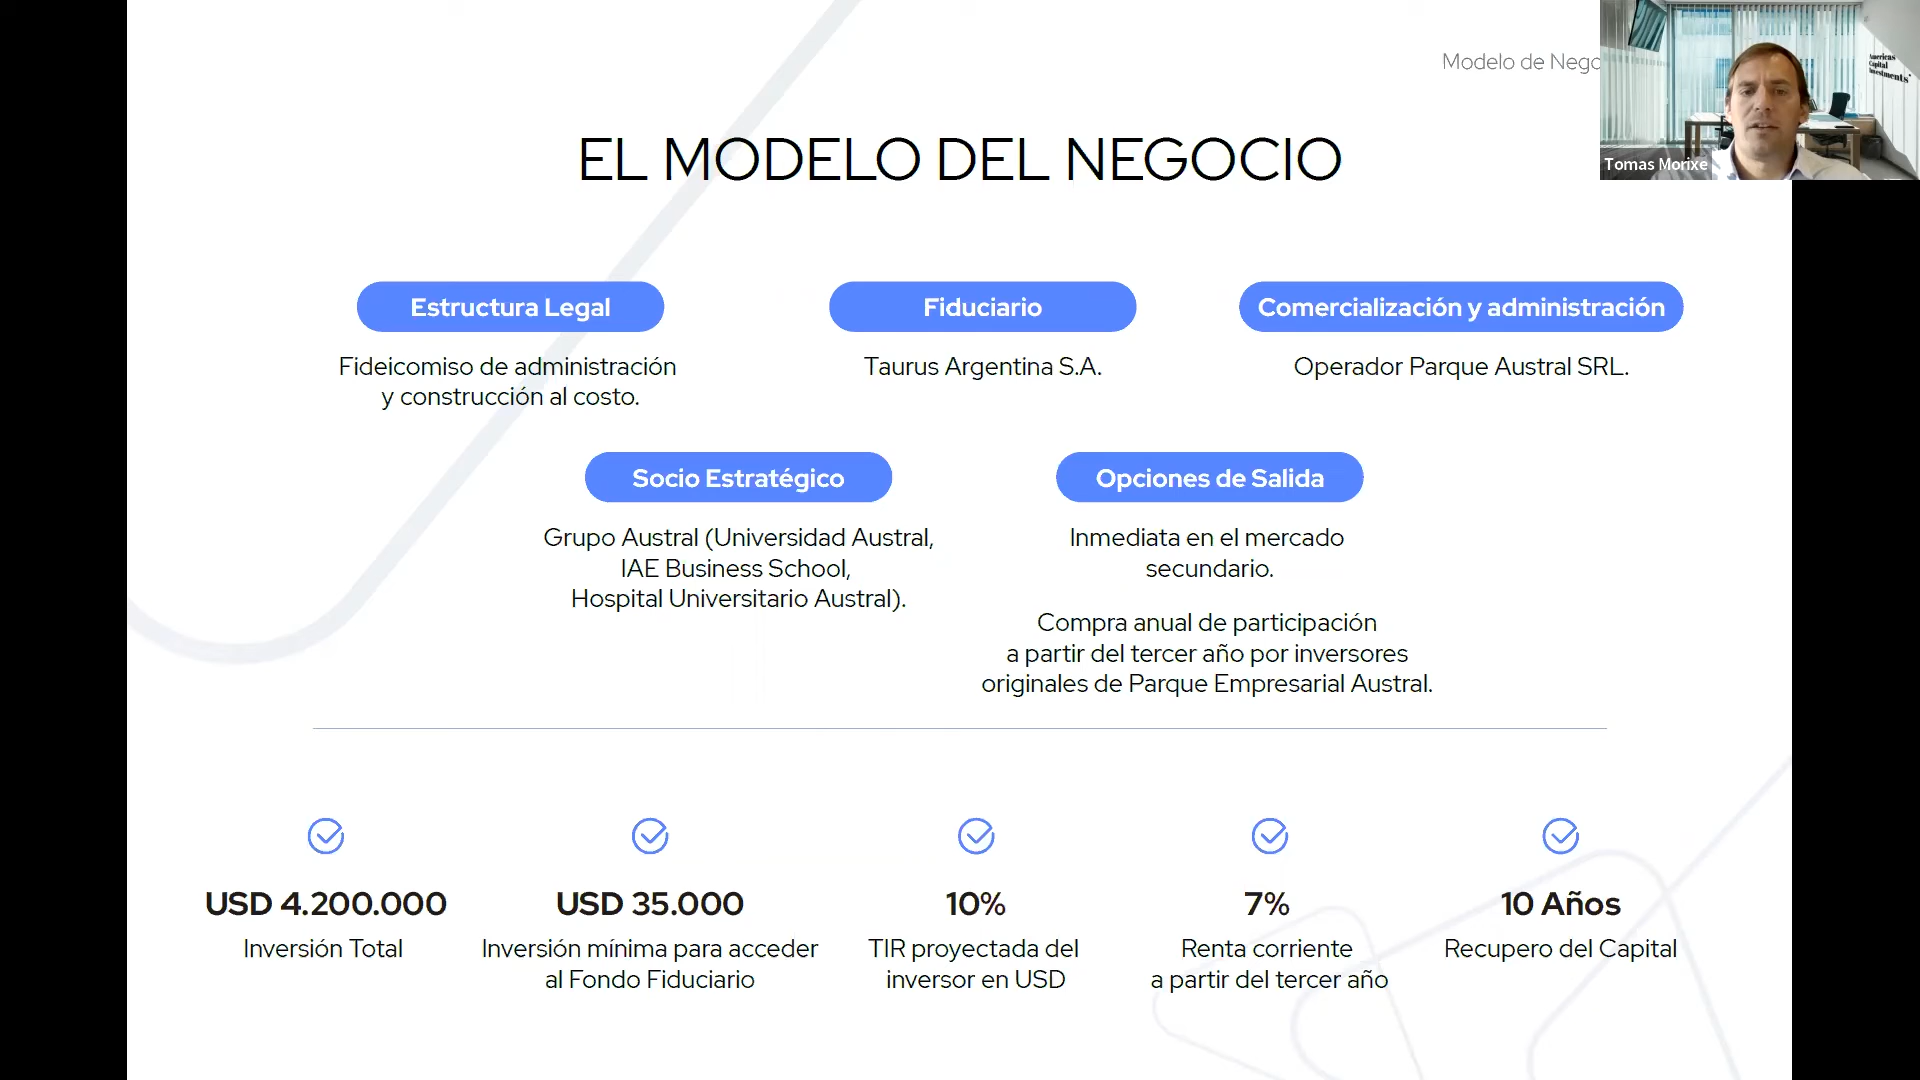 Modelo de Nego
Americas
Capital
Investments
Tomas Morixe
EL MODELO DEL NEGOCIO
Estructura Legal
Fideicomiso de administración
y construcción al costo.
Fiduciario
Taurus Argentina S.A.
Comercialización y administración
Operador Parque Austral SRL.
Socio Estratégico
Grupo Austral (Universidad Austral,
IAE Business School,
Hospital Universitario Austral).
Opciones de Salida
Inmediata en el mercado
secundario.
Compra anual de participación
a partir del tercer año por inversores
originales de Parque Empresarial Austral.
USD 4.200.000
Inversión Total
USD 35.000
Inversión mínima para acceder
al Fondo Fiduciario
10%
TIR proyectada del
inversor en USD
7%
Renta corriente
a partir del tercer año
10 Años
Recupero del Capital